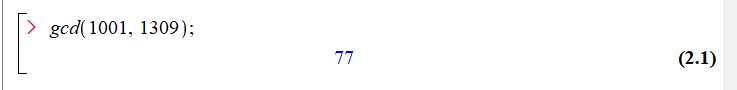 > gcd(1001, 1309);
77 (2.1)